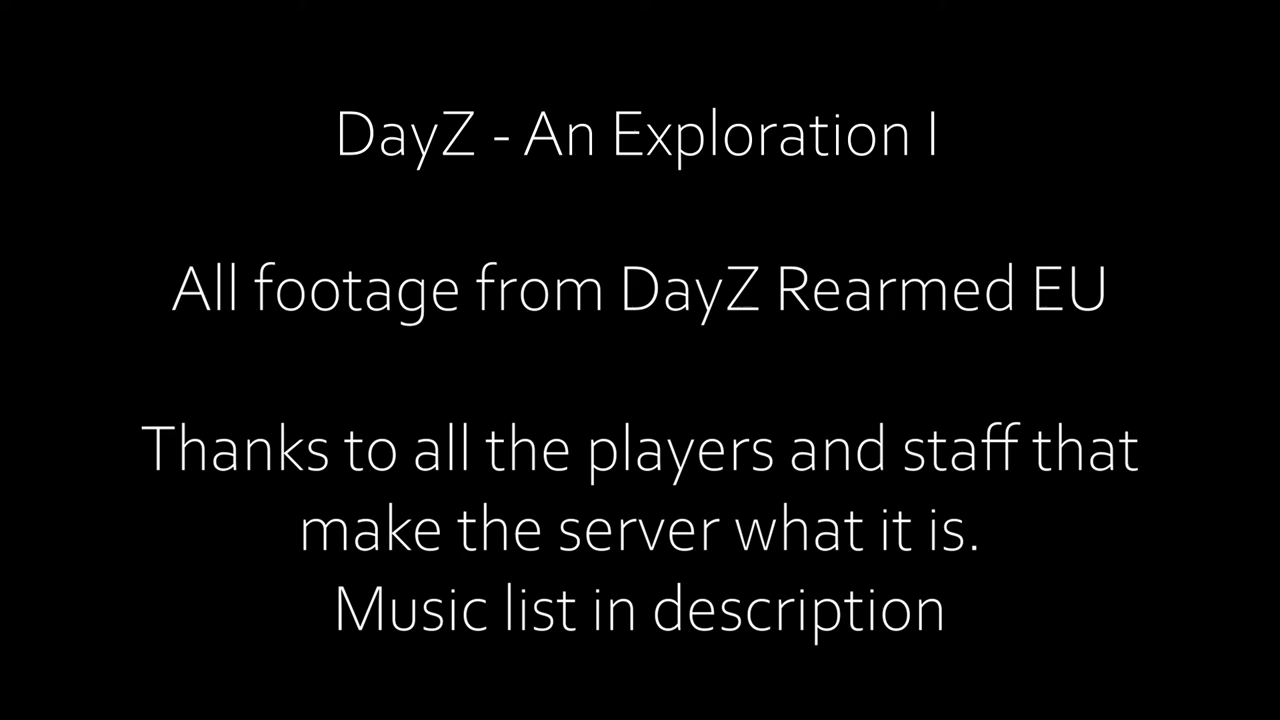 DayZ - An Exploration I
All footage from DayZ Rearmed EU
Thanks to all the players and staff that
make the server what it is.
Music list in description